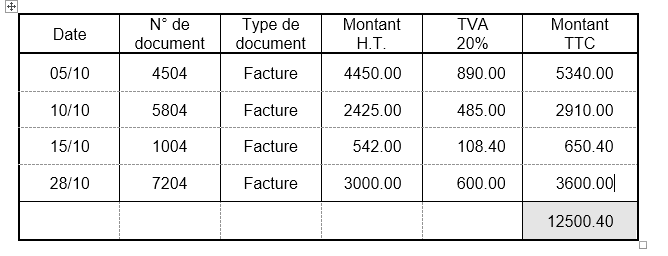 Date N° de document Type de document Montant H.T. TVA 20% Montant TTC
05/10 4504 Facture 4450.00 890.00 5340.00
10/10 5804 Facture 2425.00 485.00 2910.00
15/10 1004 Facture 542.00 108.40 650.40
28/10 7204 Facture 3000.00 600.00 3600.00
12500.40